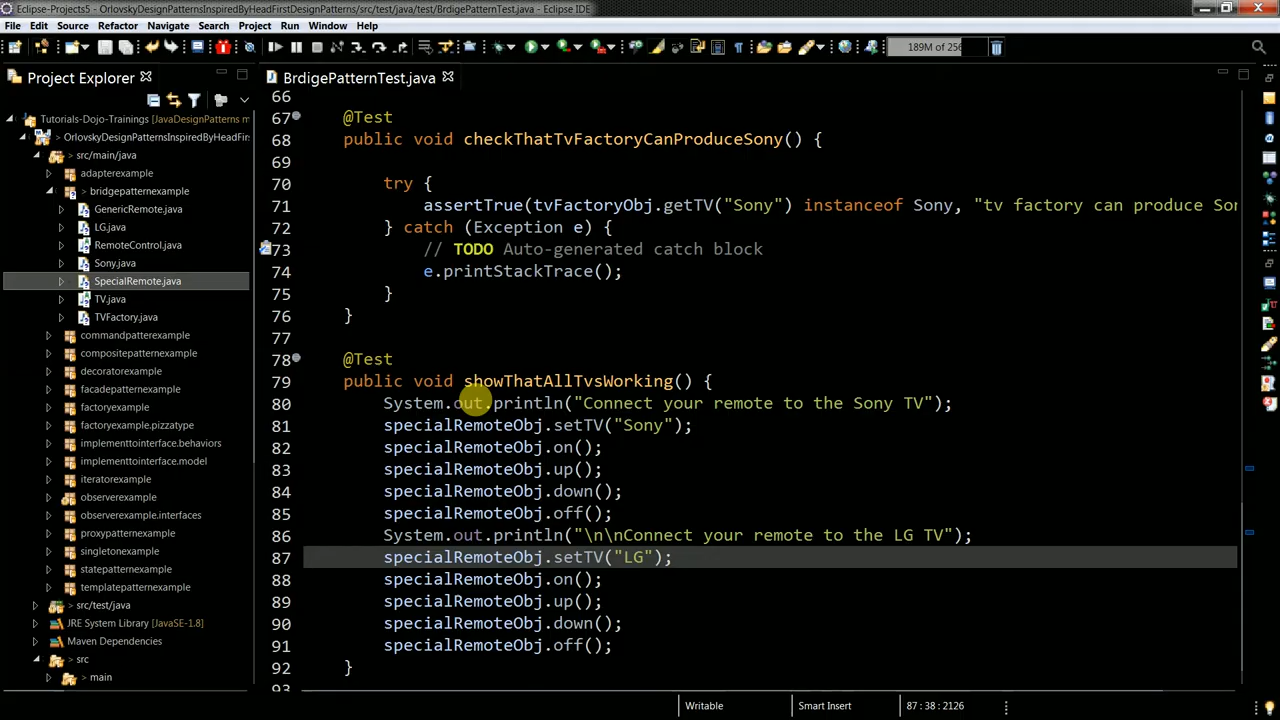 Eclipse-Projects5 - OrlovskyDesignPatternsInspiredByHeadFirstDesignPatterns/src/test/java/test/BrdigePatternTest.java - Eclipse IDE
File Edit Source Refactor Navigate Search Project Run Window Help
189M of 256
Project Explorer
BrdigePatternTest.java
Tutorials-Dojo-Trainings [JavaDesignPatterns m
OrlovskyDesignPatternsInspiredByHeadFirs
> src/main/java
adapterexample
> bridgepatternexample
GenericRemote.java
LG.java
RemoteControl.java
Sony.java
SpecialRemote.java
TV.java
TVFactory.java
commandpatterexample
compositepatternexample
decoratorexample
facadepatternexample
factoryexample
factoryexample.pizzatype
implementtointerface.behaviors
implementtointerface.model
iteratorexample
observerexample
observerexample.interfaces
proxypatternexample
singletonexample
statepatternexample
templatepatternexample
> src/test/java
JRE System Library [JavaSE-1.8]
Maven Dependencies
> src
> main
66
67 @Test
68 public void checkThatTvFactoryCanProduceSony() {
69
70 try {
71 assertTrue(tvFactoryObj.getTV("Sony") instanceof Sony, "tv factory can produce Son
72 } catch (Exception e) {
73 // TODO Auto-generated catch block
74 e.printStackTrace();
75 }
76 }
77
78 @Test
79 public void showThatAllTvsWorking() {
80 System.out.println("Connect your remote to the Sony TV");
81 specialRemoteObj.setTV("Sony");
82 specialRemoteObj.on();
83 specialRemoteObj.up();
84 specialRemoteObj.down();
85 specialRemoteObj.off();
86 System.out.println("\n\nConnect your remote to the LG TV");
87 specialRemoteObj.setTV("LG");
88 specialRemoteObj.on();
89 specialRemoteObj.up();
90 specialRemoteObj.down();
91 specialRemoteObj.off();
92 }
93
Writable Smart Insert 87 : 38 : 2126